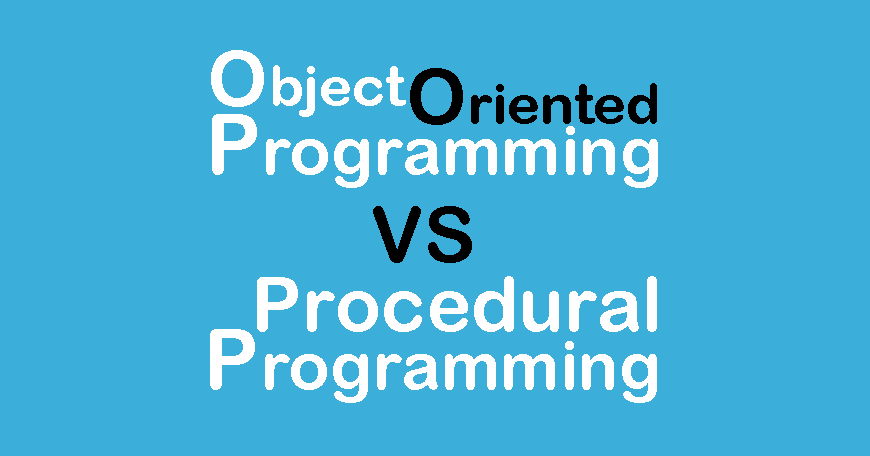 Object Oriented
Programming
VS
Procedural
Programming